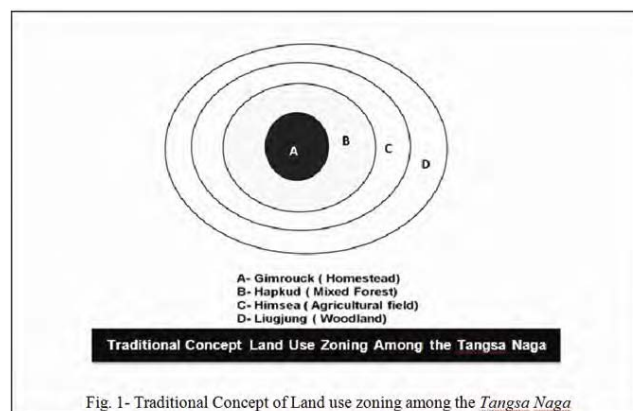 A
B
C
D
A- Gimrouck ( Homestead)
B- Hapkud ( Mixed Forest)
C- Himsea ( Agricultural field)
D- Liugjung ( Woodland)
Traditional Concept Land Use Zoning Among the Tangsa Naga
Fig. 1- Traditional Concept of Land use zoning among the Tangsa Naga